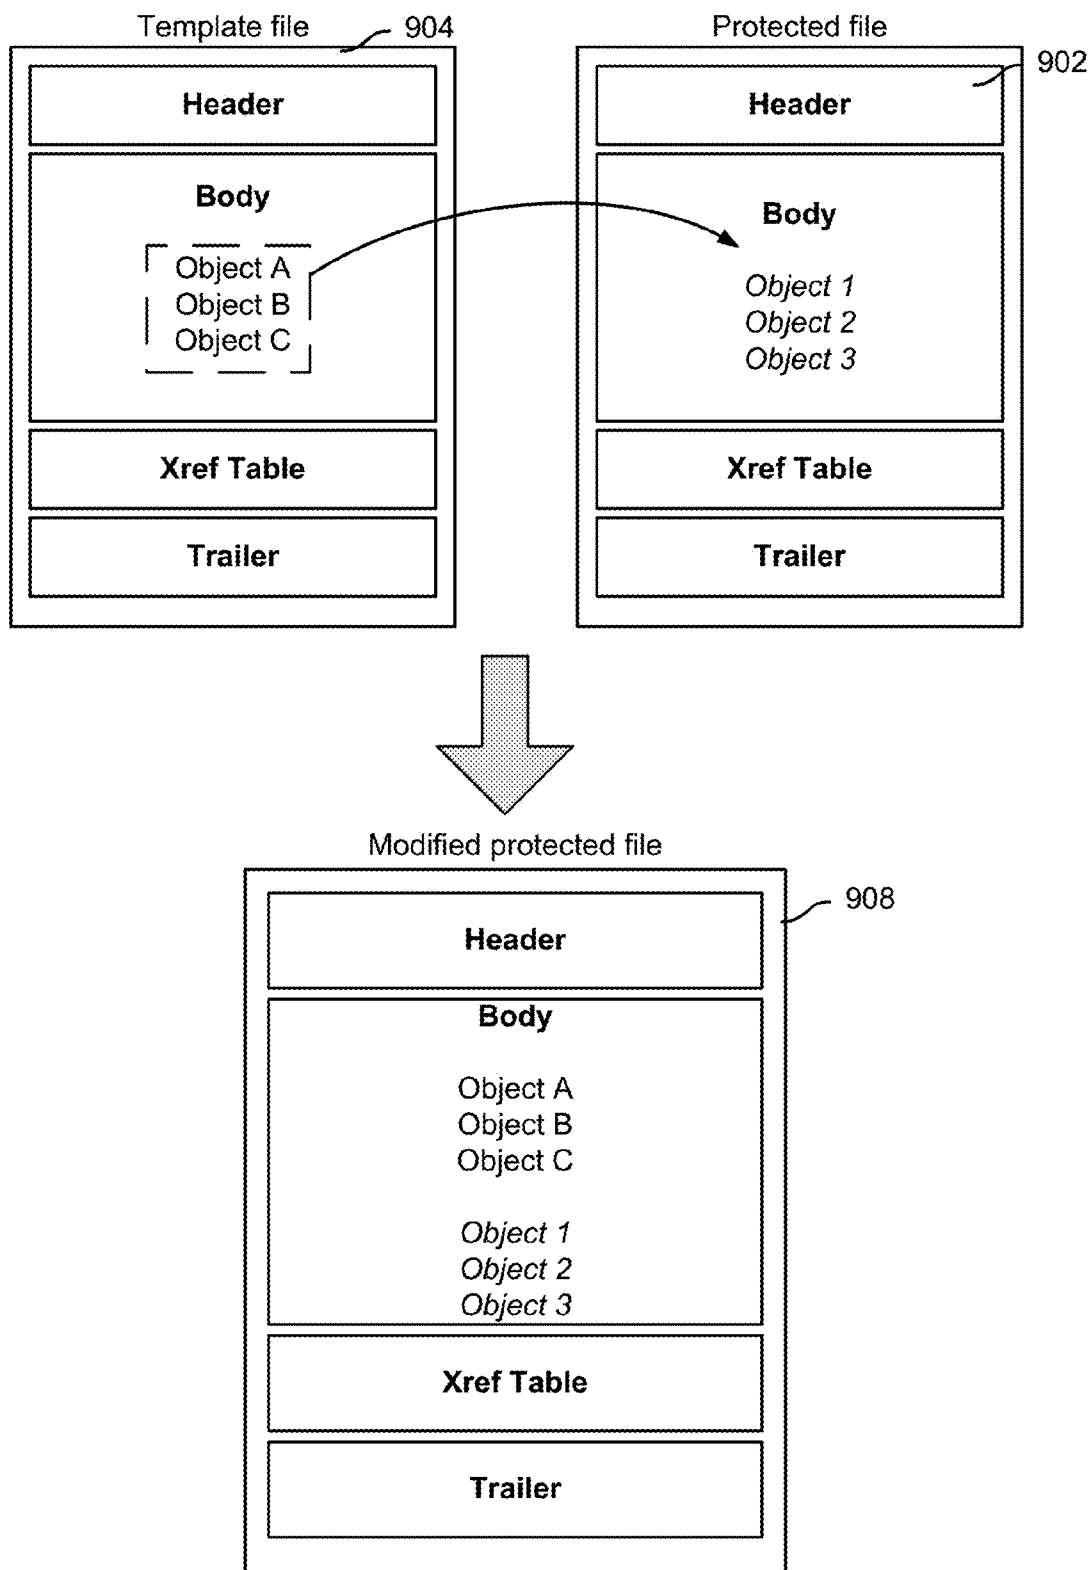 Template file
904
Header
Body
Object A
Object B
Object C
Xref Table
Trailer
Protected file
902
Header
Body
Object 1
Object 2
Object 3
Xref Table
Trailer
Modified protected file
908
Header
Body
Object A
Object B
Object C
Object 1
Object 2
Object 3
Xref Table
Trailer